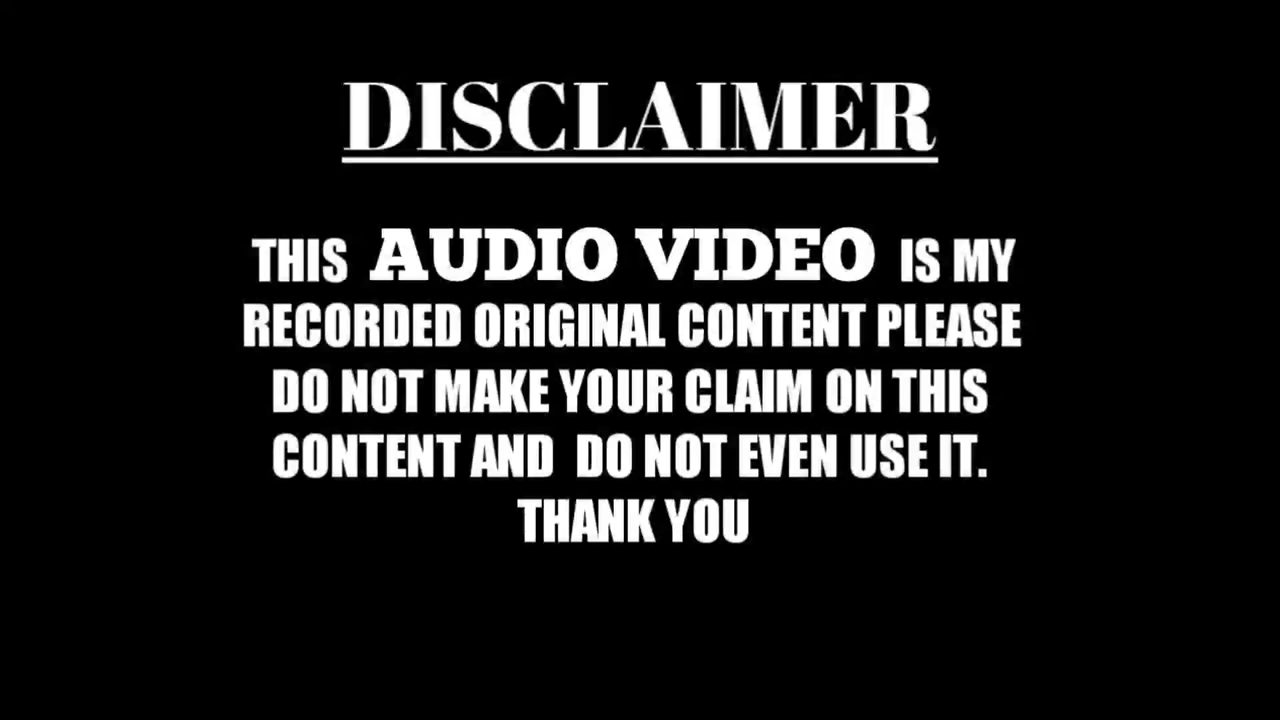 DISCLAIMER
THIS AUDIO VIDEO IS MY
RECORDED ORIGINAL CONTENT PLEASE
DO NOT MAKE YOUR CLAIM ON THIS
CONTENT AND DO NOT EVEN USE IT.
THANK YOU